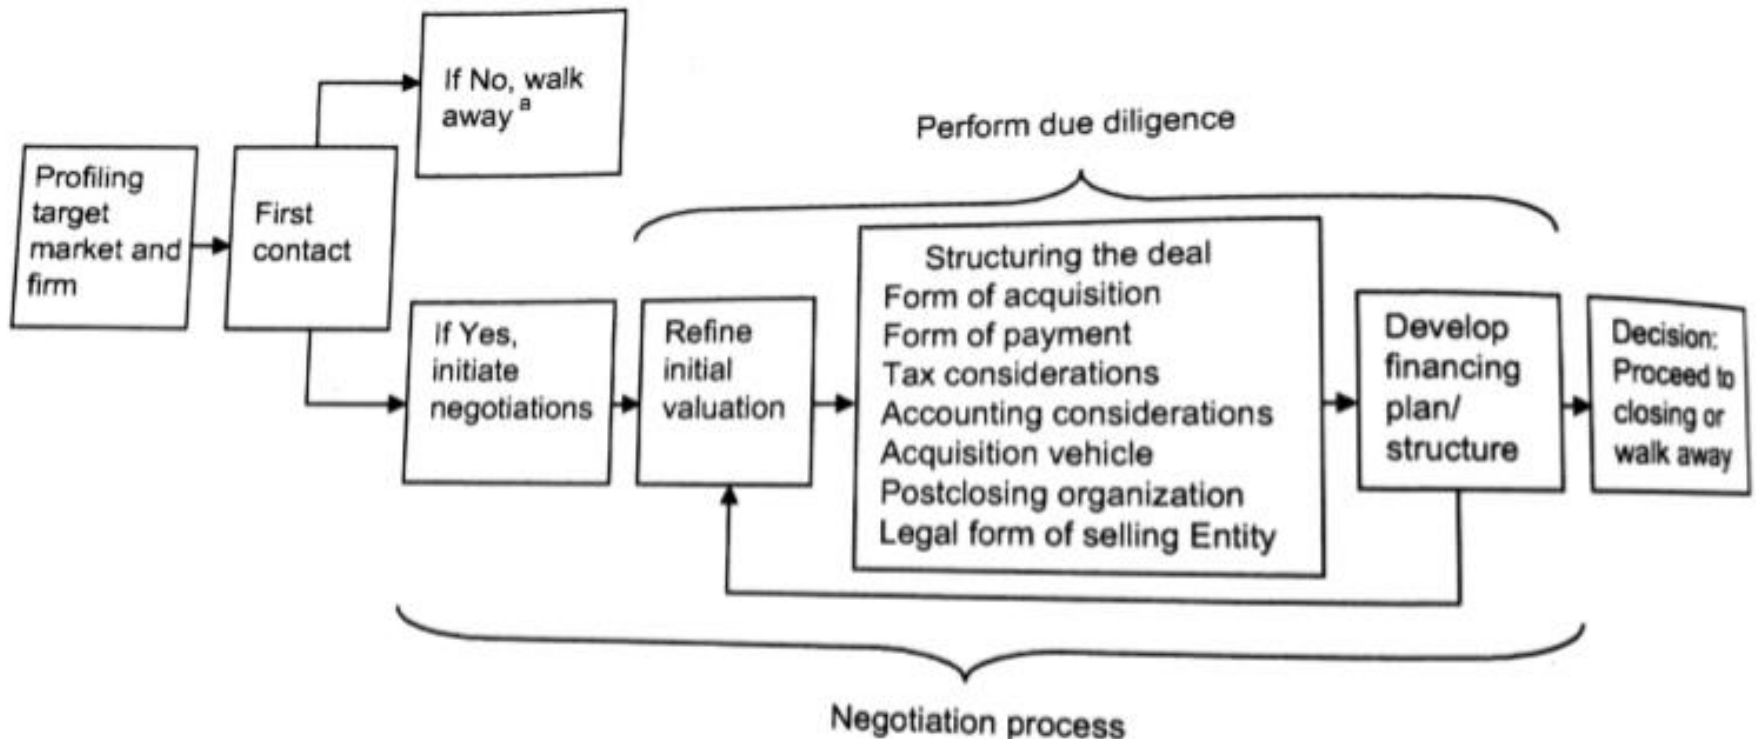 If No, walk
away a
Perform due diligence
Profiling
target
market and
firm
First
contact
If Yes,
initiate
negotiations
Refine
initial
valuation
Structuring the deal
Form of acquisition
Form of payment
Tax considerations
Accounting considerations
Acquisition vehicle
Postclosing organization
Legal form of selling Entity
Develop
financing
plan/
structure
Decision:
Proceed to
closing or
walk away
Negotiation process